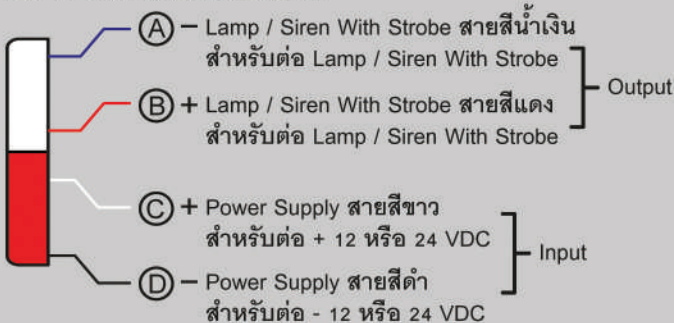 A - Lamp / Siren With Strobe สายสีน้ำเงิน
สำหรับต่อ Lamp / Siren With Strobe
B + Lamp / Siren With Strobe สายสีแดง
สำหรับต่อ Lamp / Siren With Strobe
Output
C + Power Supply สายสีขาว
สำหรับต่อ + 12 หรือ 24 VDC
D - Power Supply สายสีดำ
สำหรับต่อ - 12 หรือ 24 VDC
Input